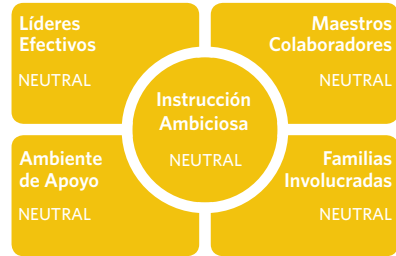 Líderes
Efectivos
NEUTRAL
Maestros
Colaboradores
NEUTRAL
Instrucción
Ambiciosa
NEUTRAL
Ambiente
de Apoyo
NEUTRAL
Familias
Involucradas
NEUTRAL